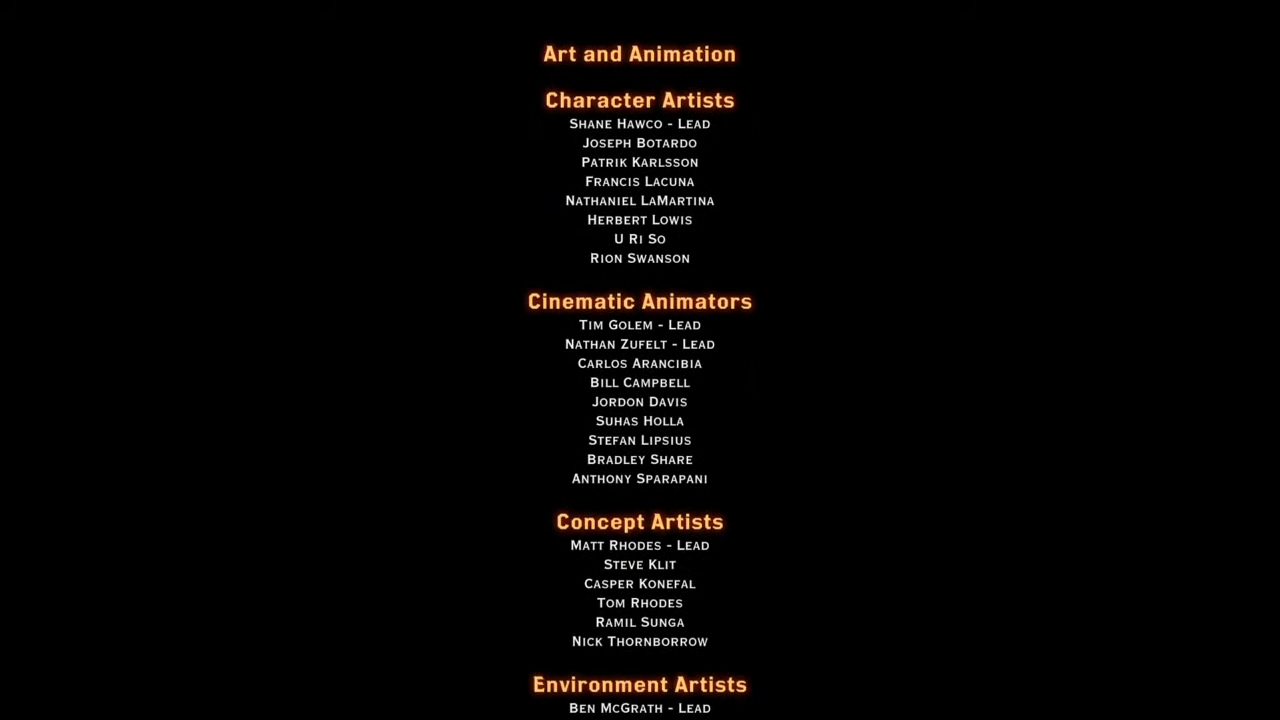 Art and Animation
Character Artists
Shane Hawco - Lead
Joseph Botardo
Patrik Karlsson
Francis Lacuna
Nathaniel LaMartina
Herbert Lowis
U Ri So
Rion Swanson
Cinematic Animators
Tim Golem - Lead
Nathan Zufelt - Lead
Carlos Arancibia
Bill Campbell
Jordon Davis
Suhas Holla
Stefan Lipsius
Bradley Share
Anthony Sparapani
Concept Artists
Matt Rhodes - Lead
Steve Klit
Casper Konefal
Tom Rhodes
Ramil Sunga
Nick Thornborrow
Environment Artists
Ben McGrath - Lead